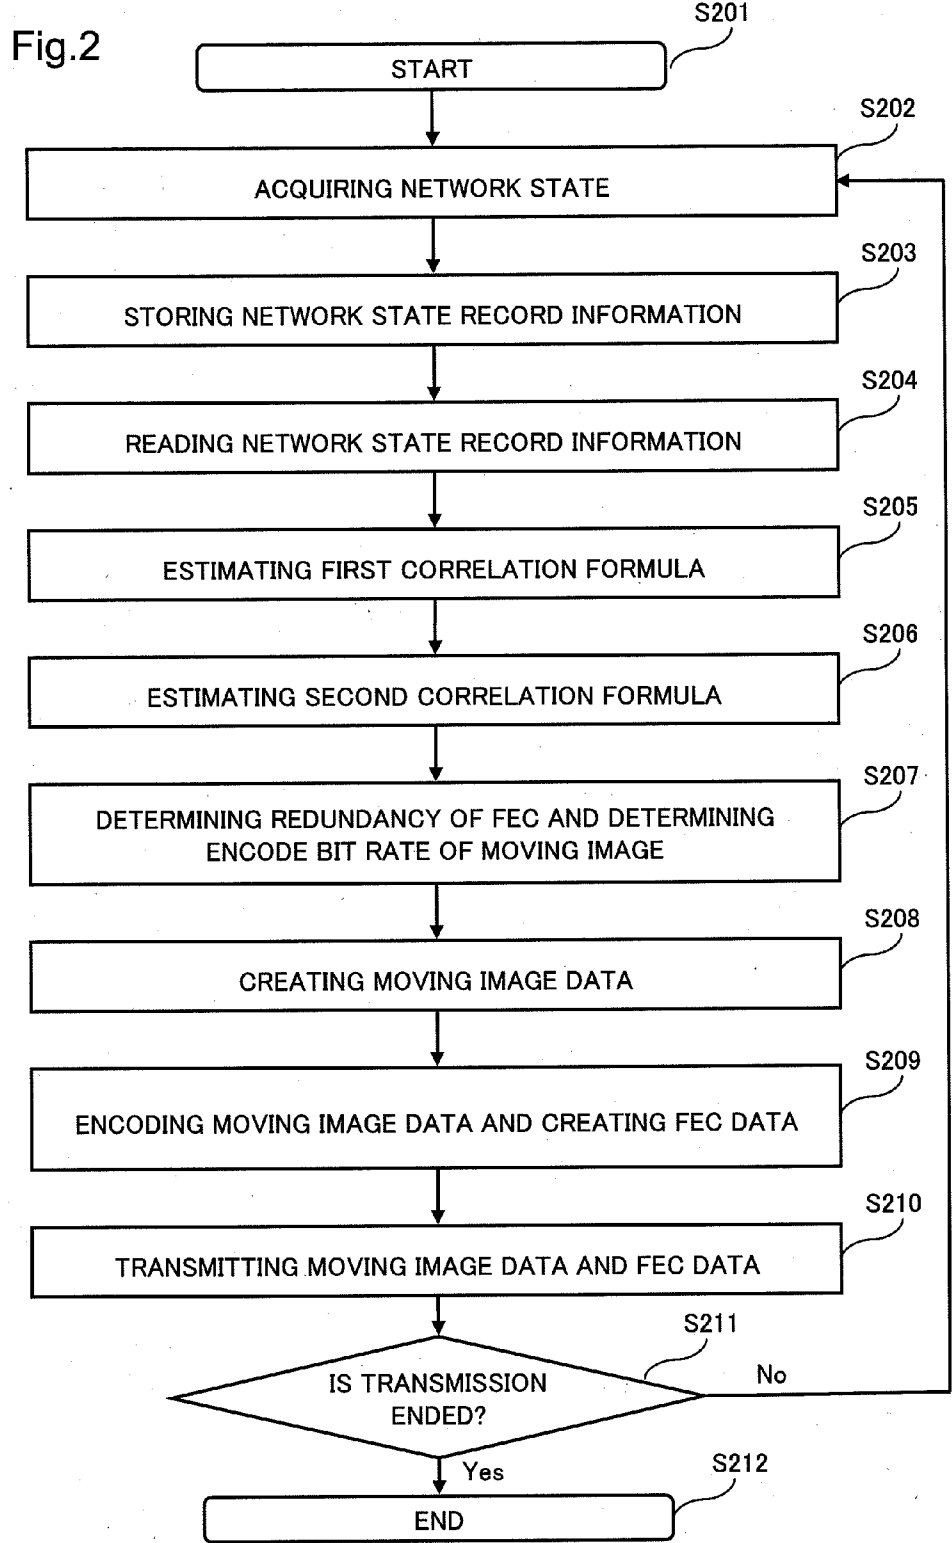 Fig.2
S201
START
S202
ACQUIRING NETWORK STATE
S203
STORING NETWORK STATE RECORD INFORMATION
S204
READING NETWORK STATE RECORD INFORMATION
S205
ESTIMATING FIRST CORRELATION FORMULA
S206
ESTIMATING SECOND CORRELATION FORMULA
S207
DETERMINING REDUNDANCY OF FEC AND DETERMINING
ENCODE BIT RATE OF MOVING IMAGE
S208
CREATING MOVING IMAGE DATA
S209
ENCODING MOVING IMAGE DATA AND CREATING FEC DATA
S210
TRANSMITTING MOVING IMAGE DATA AND FEC DATA
S211
IS TRANSMISSION
ENDED?
No
Yes
S212
END